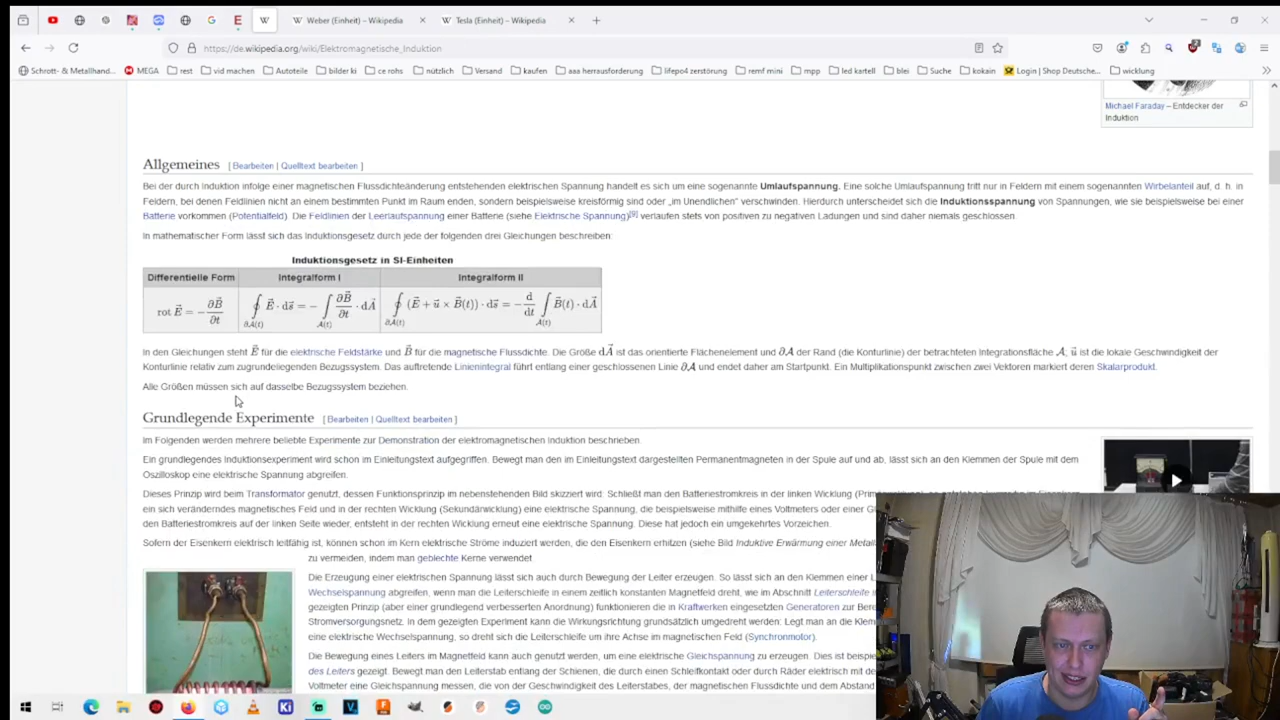 Weber (Einheit) – Wikipedia
Tesla (Einheit) – Wikipedia
https://de.wikipedia.org/wiki/Elektromagnetische_Induktion
Schrott- & Metallhand... MEGA rest vid machen Autoteile bilder ki ce rohs nützlich Versand kaufen aaa herrausforderung lifepo4 zerstörung remf mini mpp led kartell blei Suche kokain Login | Shop Deutsche... wicklung
Michael Faraday – Entdecker der
Induktion
Allgemeines [ Bearbeiten | Quelltext bearbeiten ]
Bei der durch Induktion infolge einer magnetischen Flussdichteänderung entstehenden elektrischen Spannung handelt es sich um eine sogenannte Umlaufspannung. Eine solche Umlaufspannung tritt nur in Feldern mit einem sogenannten Wirbelanteil auf, d. h. in
Feldern, bei denen Feldlinien nicht an einem bestimmten Punkt im Raum enden, sondern beispielsweise kreisförmig sind oder „im Unendlichen" verschwinden. Hierdurch unterscheidet sich die Induktionsspannung von Spannungen, wie sie beispielsweise bei einer
Batterie vorkommen (Potentialfeld). Die Feldlinien der Leerlaufspannung einer Batterie (siehe Elektrische Spannung)[9] verlaufen stets von positiven zu negativen Ladungen und sind daher niemals geschlossen.
In mathematischer Form lässt sich das Induktionsgesetz durch jede der folgenden drei Gleichungen beschreiben:
Induktionsgesetz in SI-Einheiten
Differentielle Form Integralform I Integralform II
rot E⃗ = −∂B⃗/∂t ∮∂A(t) E⃗ · ds⃗ = −∫A(t) ∂B⃗/∂t · dA⃗ ∮∂A(t) (E⃗ + u⃗ × B⃗(t)) · ds⃗ = −d/dt ∫A(t) B⃗(t) · dA⃗
In den Gleichungen steht E⃗ für die elektrische Feldstärke und B⃗ für die magnetische Flussdichte. Die Größe dA⃗ ist das orientierte Flächenelement und ∂A der Rand (die Konturlinie) der betrachteten Integrationsfläche A; u⃗ ist die lokale Geschwindigkeit der
Konturlinie relativ zum zugrundeliegenden Bezugssystem. Das auftretende Linienintegral führt entlang einer geschlossenen Linie ∂A und endet daher am Startpunkt. Ein Multiplikationspunkt zwischen zwei Vektoren markiert deren Skalarprodukt.
Alle Größen müssen sich auf dasselbe Bezugssystem beziehen.
Grundlegende Experimente [ Bearbeiten | Quelltext bearbeiten ]
Im Folgenden werden mehrere beliebte Experimente zur Demonstration der elektromagnetischen Induktion beschrieben.
Ein grundlegendes Induktionsexperiment wird schon im Einleitungstext aufgegriffen. Bewegt man den im Einleitungstext dargestellten Permanentmagneten in der Spule auf und ab, lässt sich an den Klemmen der Spule mit dem
Oszilloskop eine elektrische Spannung abgreifen.
Dieses Prinzip wird beim Transformator genutzt, dessen Funktionsprinzip im nebenstehenden Bild skizziert wird: Schließt man den Batteriestromkreis in der linken Wicklung
ein sich veränderndes magnetisches Feld und in der rechten Wicklung (Sekundärwicklung) eine elektrische Spannung, die beispielsweise mithilfe eines Voltmeters oder einer
den Batteriestromkreis auf der linken Seite wieder, entsteht in der rechten Wicklung erneut eine elektrische Spannung. Diese hat jedoch ein umgekehrtes Vorzeichen.
Sofern der Eisenkern elektrisch leitfähig ist, können schon im Kern elektrische Ströme induziert werden, die den Eisenkern erhitzen (siehe Bild Induktive Erwärmung einer
zu vermeiden, indem man geblechte Kerne verwendet
Die Erzeugung einer elektrischen Spannung lässt sich auch durch Bewegung der Leiter erzeugen. So lässt sich an den Klemmen einer
Wechselspannung abgreifen, wenn man die Leiterschleife in einem zeitlich konstanten Magnetfeld dreht, wie im Abschnitt Leiterschleife
gezeigten Prinzip (aber einer grundlegend verbesserten Anordnung) funktionieren die in Kraftwerken eingesetzten Generatoren zur
Stromversorgungsnetz. In dem gezeigten Experiment kann die Wirkungsrichtung grundsätzlich umgedreht werden: Legt man an die
eine elektrische Wechselspannung, so dreht sich die Leiterschleife um ihre Achse im magnetischen Feld (Synchronmotor).
Die Bewegung eines Leiters im Magnetfeld kann auch genutzt werden, um eine elektrische Gleichspannung zu erzeugen. Dies ist
des Leiters gezeigt. Bewegt man den Leiterstab entlang der Schienen, die durch einen Schleifkontakt oder durch Räder elektrisch mit
Voltmeter eine Gleichspannung messen, die von der Geschwindigkeit des Leiterstabes, der magnetischen Flussdichte und dem Abstand